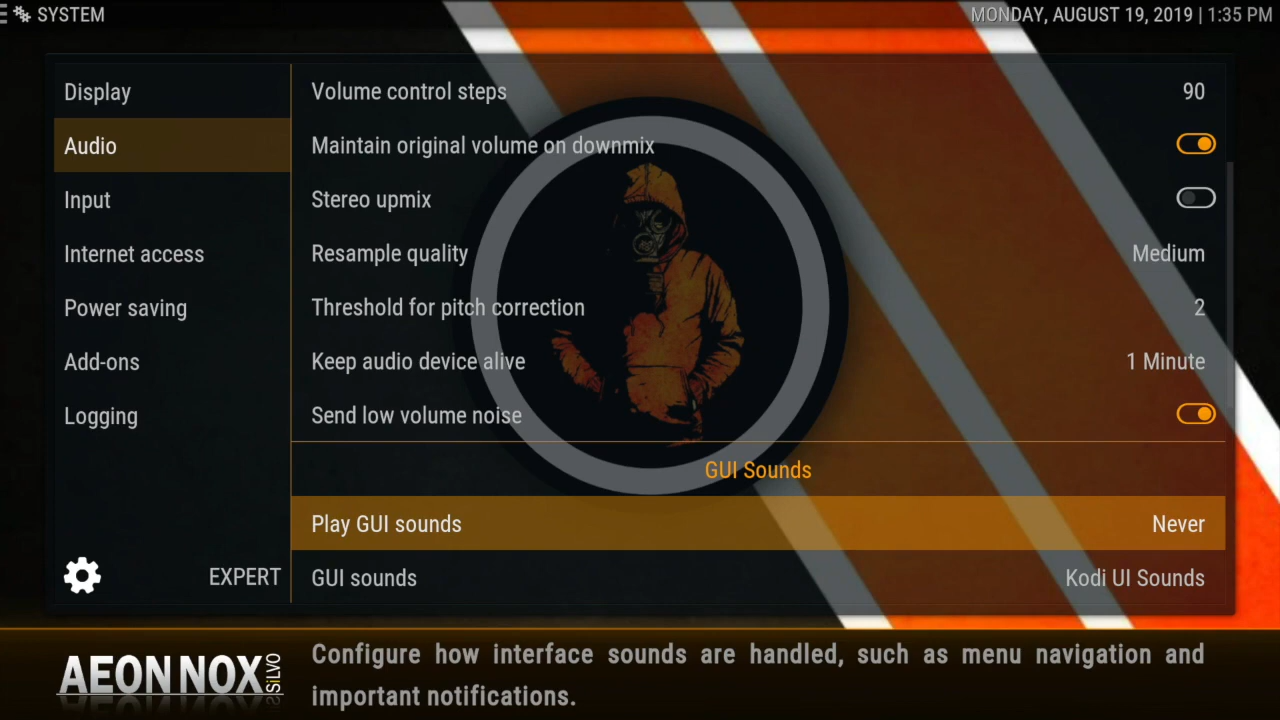 SYSTEM
MONDAY, AUGUST 19, 2019 | 1:35 PM
Display
Audio
Input
Internet access
Power saving
Add-ons
Logging
EXPERT
Volume control steps 90
Maintain original volume on downmix
Stereo upmix
Resample quality Medium
Threshold for pitch correction 2
Keep audio device alive 1 Minute
Send low volume noise
GUI Sounds
Play GUI sounds Never
GUI sounds Kodi UI Sounds
AEON NOX SiLVO
Configure how interface sounds are handled, such as menu navigation and
important notifications.